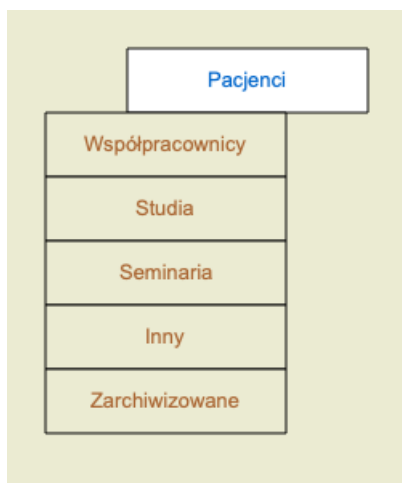 Pacjenci
Współpracownicy
Studia
Seminaria
Inny
Zarchiwizowane